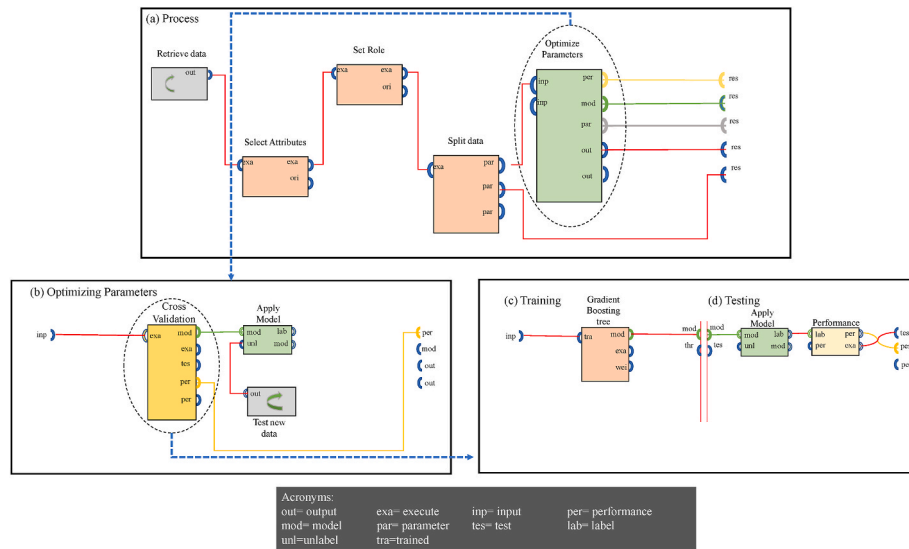 (a) Process
Retrieve data
out
Set Role
exa exa
ori
Select Attributes
exa exa
ori
Split data
exa par
par
par
Optimize
Parameters
inp per
inp mod
par
out
out
res
res
res
res
res
(b) Optimizing Parameters
inp
Cross
Validation
exa mod
exa
tes
per
per
Apply
Model
mod lab
unl mod
out
Test new
data
per
mod
out
out
(c) Training
inp
Gradient
Boosting
tree
tra mod
exa
wei
mod
thr
(d) Testing
mod
tes
Apply
Model
mod lab
unl mod
Performance
lab per
per exa
tes
pe
pe
Acronyms:
out= output exa= execute inp= input per= performance
mod= model par= parameter tes= test lab= label
unl=unlabel tra=trained